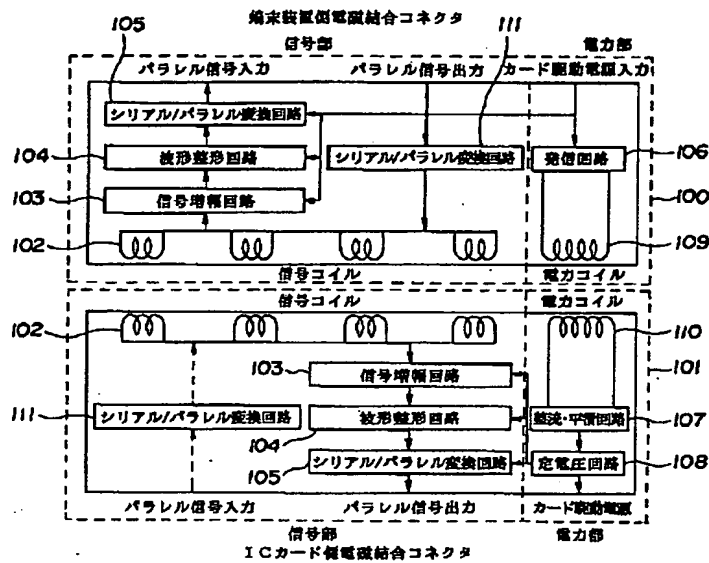 端末装置側電磁結合コネクタ
105
信号部
111
電力部
パラレル信号入力
パラレル信号出力
カード駆動電源入力
シリアル/パラレル変換回路
104
波形整形回路
シリアル/パラレル変換回路
発信回路
106
103
信号増幅回路
100
102
109
信号コイル
電力コイル
信号コイル
電力コイル
102
110
103
信号増幅回路
101
111
シリアル/パラレル変換回路
波形整形回路
整流・平滑回路
107
104
シリアル/パラレル変換回路
定電圧回路
108
105
パラレル信号入力
パラレル信号出力
カード駆動電源
信号部
電力部
ICカード側電磁結合コネクタ